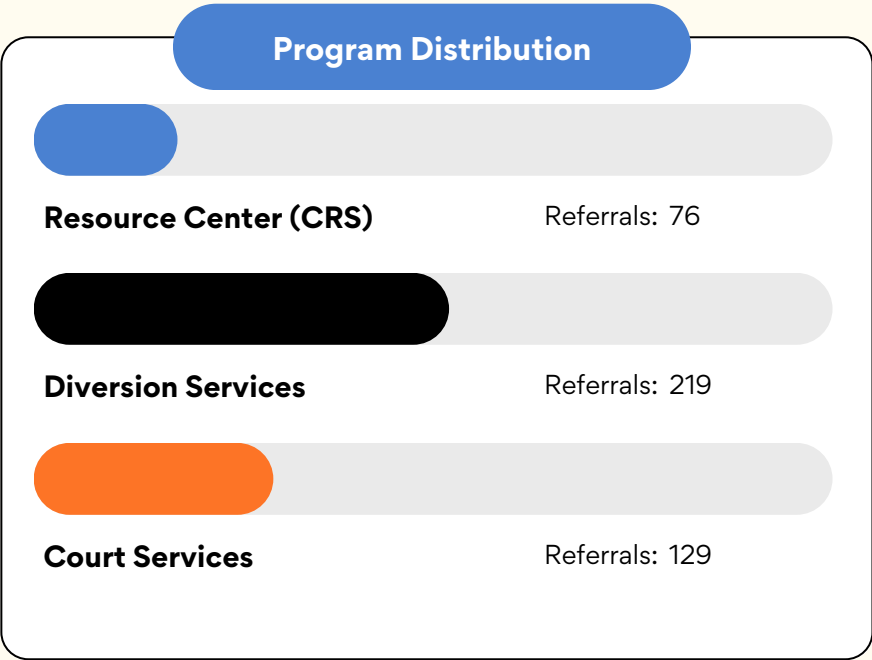 Program Distribution
Resource Center (CRS) Referrals: 76
Diversion Services Referrals: 219
Court Services Referrals: 129